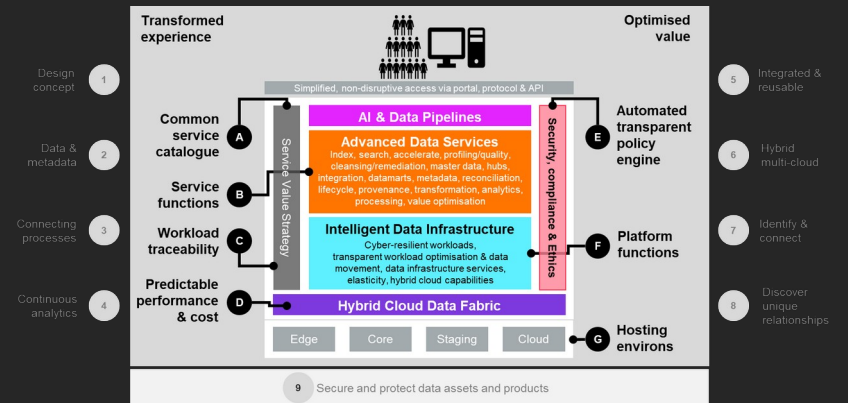 Transformed
experience
Optimised
value
Simplified, non-disruptive access via portal, protocol & API
Design
concept
1
Data &
metadata
2
Connecting
processes
3
Continuous
analytics
4
Common
service
catalogue
A
Service
functions
B
Workload
traceability
C
Predictable
performance
& cost
D
Service Value Strategy
AI & Data Pipelines
Advanced Data Services
Index, search, accelerate, profiling/quality,
cleansing/remediation, master data, hubs,
integration, datamarts, metadata, reconciliation,
lifecycle, provenance, transformation, analytics,
processing, value optimisation
Intelligent Data Infrastructure
Cyber-resilient workloads,
transparent workload optimisation & data
movement, data infrastructure services,
elasticity, hybrid cloud capabilities
Security, compliance & Ethics
Hybrid Cloud Data Fabric
Edge
Core
Staging
Cloud
E
Automated
transparent
policy
engine
F
Platform
functions
G
Hosting
environs
5
Integrated &
reusable
6
Hybrid
multi-cloud
7
Identify &
connect
8
Discover
unique
relationships
9 Secure and protect data assets and products